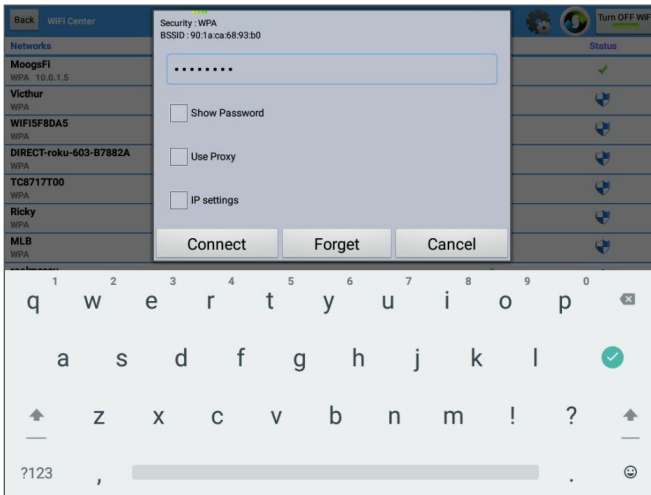 Back WiFi Center
Turn OFF WiF
Networks
Status
MoogsFi
WPA 10.0.1.5
Victhur
WPA
WIFI5F8DA5
WPA
DIRECT-roku-603-B7882A
WPA
TC8717T00
WPA
Ricky
WPA
MLB
WPA
Security : WPA
BSSID : 90:1a:ca:68:93:b0
••••••••
Show Password
Use Proxy
IP settings
Connect Forget Cancel
1 2 3 4 5 6 7 8 9 0
q w e r t y u i o p
a s d f g h j k l
z x c v b n m ! ?
?123 , .